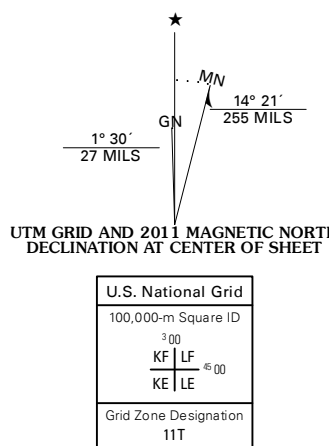 ★
MN
GN
1° 30´
27 MILS
14° 21´
255 MILS
UTM GRID AND 2011 MAGNETIC NORTH
DECLINATION AT CENTER OF SHEET
U.S. National Grid
100,000-m Square ID
³00
KF LF
⁴⁵00
KE LE
Grid Zone Designation
11T